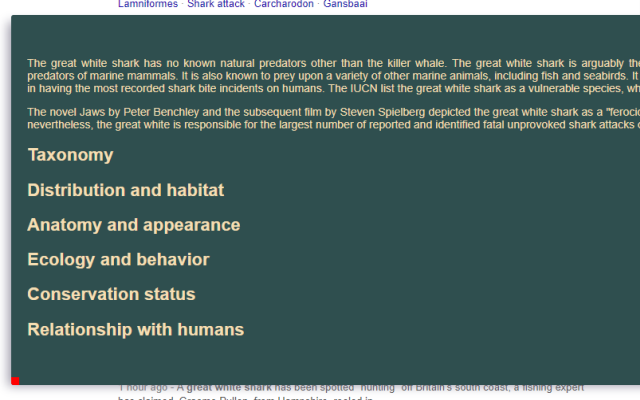 Lamniformes · Shark attack · Carcharodon · Gansbaai
The great white shark has no known natural predators other than the killer whale. The great white shark is arguably the
predators of marine mammals. It is also known to prey upon a variety of other marine animals, including fish and seabirds. It
in having the most recorded shark bite incidents on humans. The IUCN list the great white shark as a vulnerable species, wh
The novel Jaws by Peter Benchley and the subsequent film by Steven Spielberg depicted the great white shark as a "ferocio
nevertheless, the great white is responsible for the largest number of reported and identified fatal unprovoked shark attacks o
Taxonomy
Distribution and habitat
Anatomy and appearance
Ecology and behavior
Conservation status
Relationship with humans
1 hour ago - A great white shark has been spotted "hunting" off Britain's south coast, a fishing expert
has claimed. Graeme Pullen, from Hampshire, reeled in